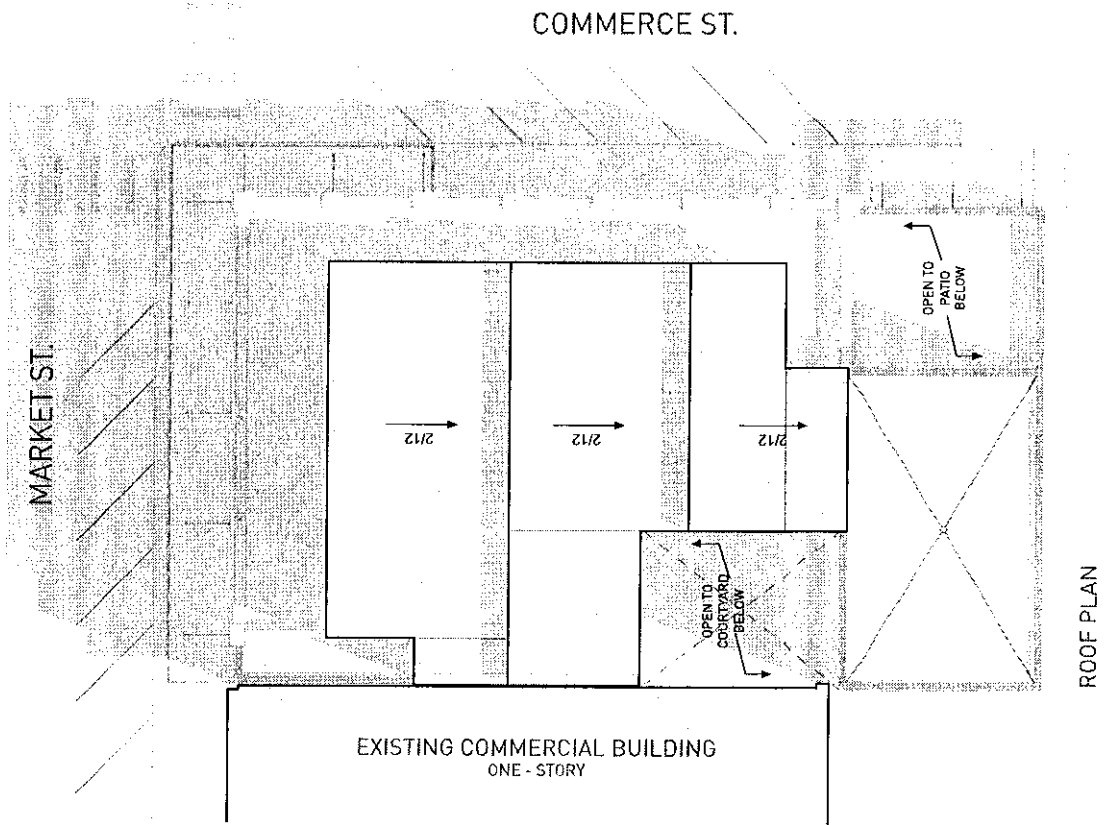 COMMERCE ST.
MARKET ST.
OPEN TO
PATIO
BELOW
2/12
2/12
2/12
OPEN TO
COURTYARD
BELOW
EXISTING COMMERCIAL BUILDING
ONE - STORY
ROOF PLAN